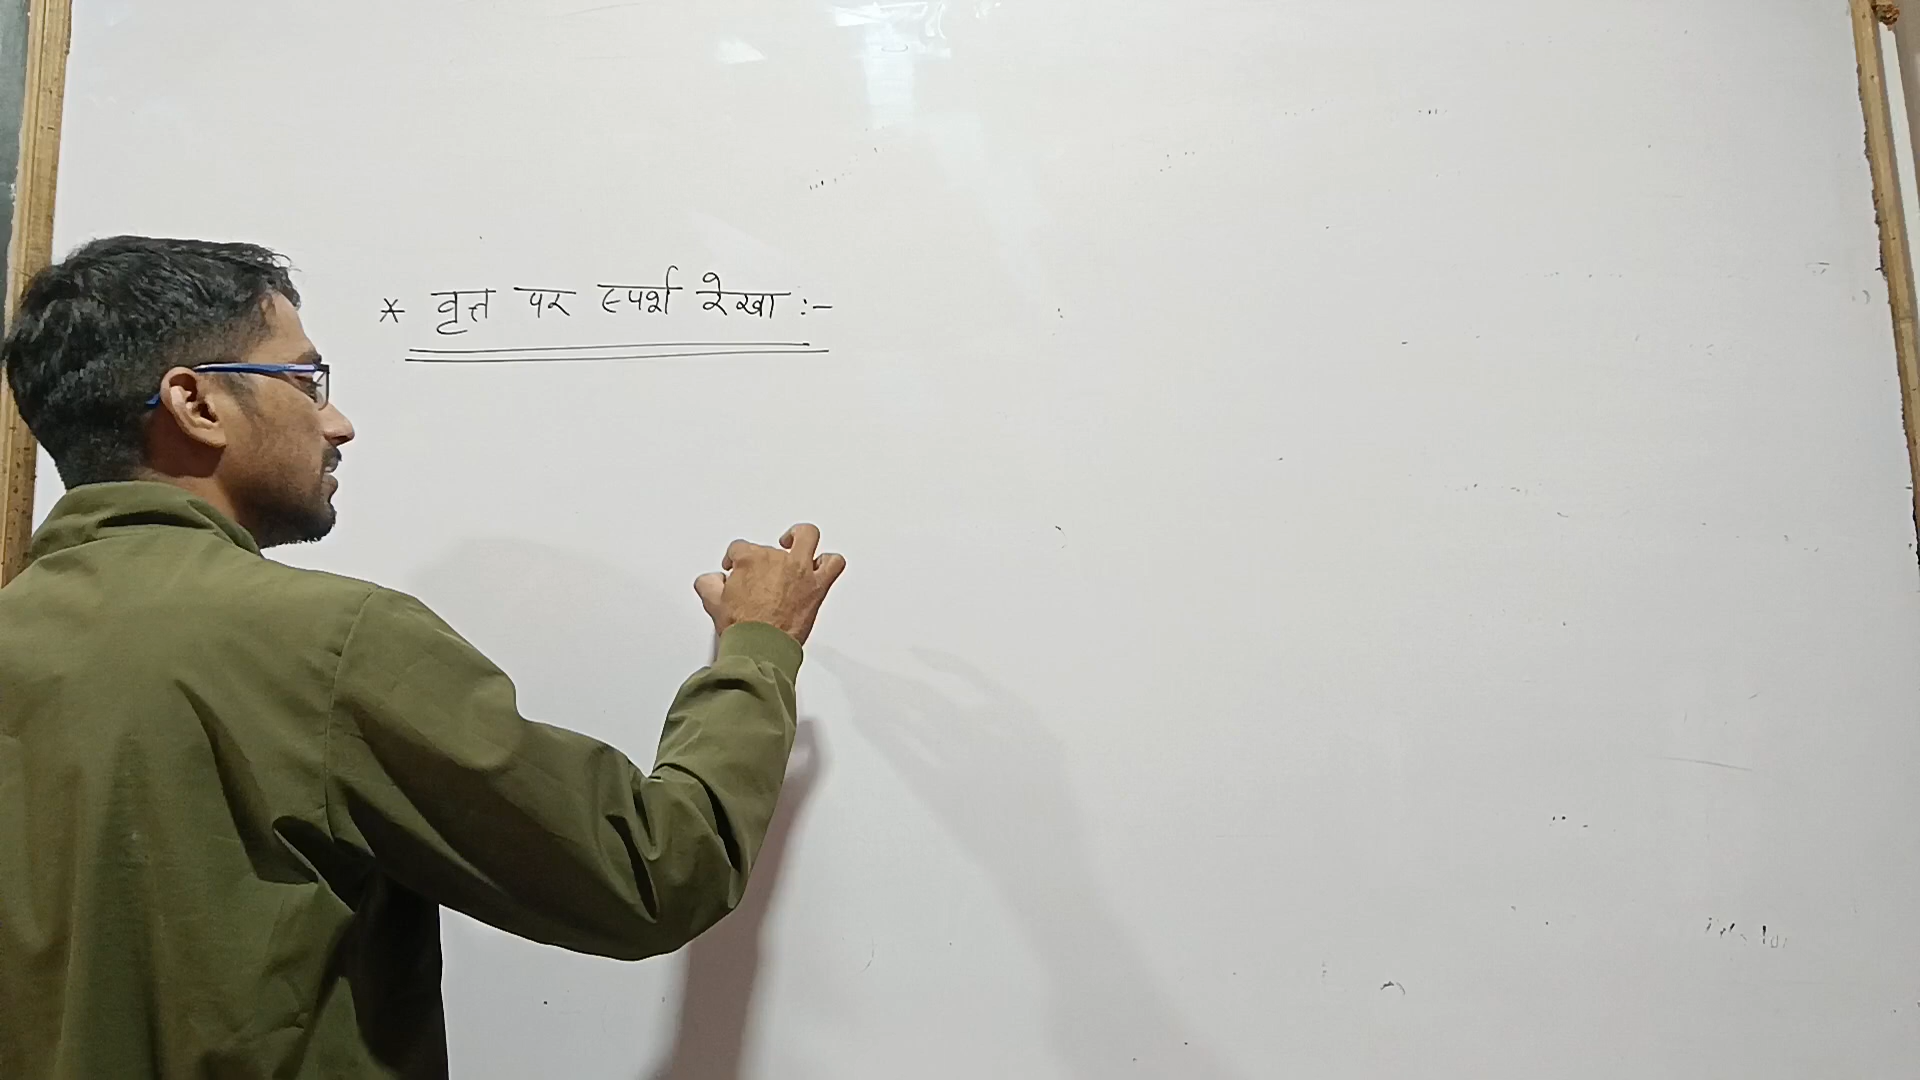 * वृत्त पर स्पर्श रेखा :-